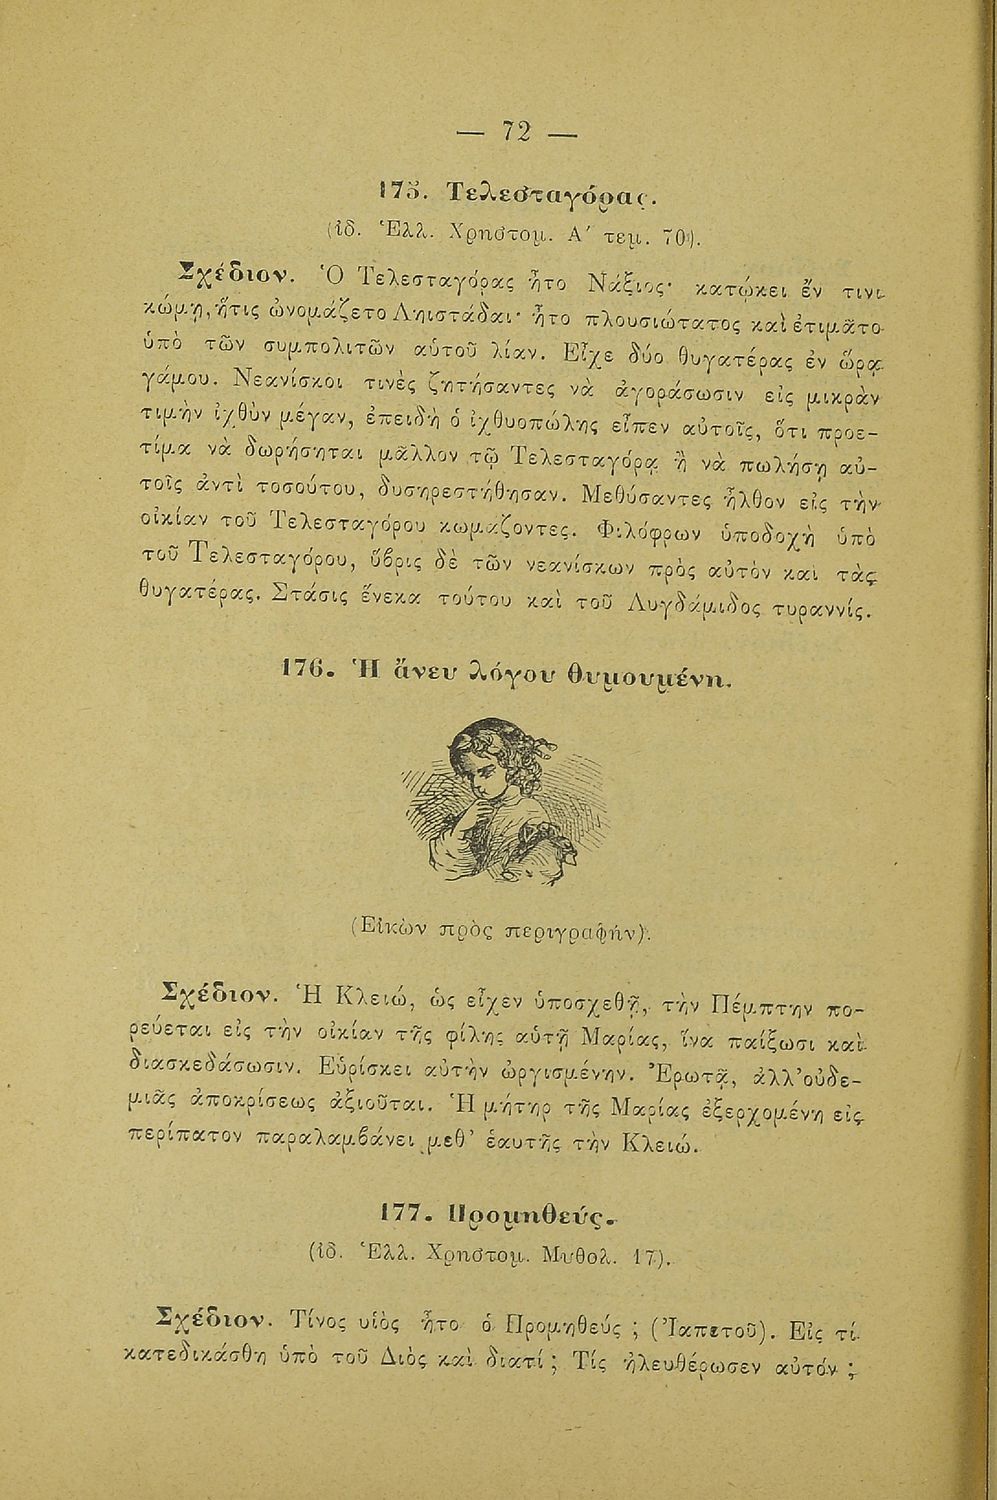 — 72 —
175. Τελεσταγόρας.
(ἰδ. Ἑλλ. Χρηστομ. Α΄ τεμ. 70).
Σχέδιον. Ὁ Τελεσταγόρας ἦτο Νάξιος· κατῴκει ἔν τινι
κώμῃ, ἥτις ὠνομάζετο Ληιστάδαι· ἦτο πλουσιώτατος καὶ ἐτιμᾶτο
ὑπὸ τῶν συμπολιτῶν αὑτοῦ λίαν. Εἶχε δύο θυγατέρας ἐν ὥρᾳ
γάμου. Νεανίσκοι τινὲς ζητήσαντες νὰ ἀγοράσωσιν εἰς μικρὰν
τιμὴν ἰχθὺν μέγαν, ἐπειδὴ ὁ ἰχθυοπώλης εἶπεν αὐτοῖς, ὅτι προε-
τίμα νὰ δωρήσηται μᾶλλον τῷ Τελεσταγόρᾳ ἢ νὰ πωλήσῃ αὐ-
τοῖς ἀντὶ τοσούτου, δυσηρεστήθησαν. Μεθύσαντες ἦλθον εἰς τὴν
οἰκίαν τοῦ Τελεσταγόρου κωμάζοντες. Φιλόφρων ὑποδοχὴ ὑπὸ
τοῦ Τελεσταγόρου, ὕβρις δὲ τῶν νεανίσκων πρὸς αὐτὸν καὶ τὰς
θυγατέρας. Στάσις ἕνεκα τούτου καὶ τοῦ Λυγδάμιδος τυραννίς.
176. Ἡ ἄνευ λόγου θυμουμένη.
(Εἰκὼν πρὸς περιγραφήν).
Σχέδιον. Ἡ Κλειώ, ὡς εἶχεν ὑποσχεθῆ, τὴν Πέμπτην πο-
ρεύεται εἰς τὴν οἰκίαν τῆς φίλης αὑτῇ Μαρίας, ἵνα παίξωσι καὶ
διασκεδάσωσιν. Εὑρίσκει αὐτὴν ὠργισμένην. Ἐρωτᾷ, ἀλλ' οὐδε-
μιᾶς ἀποκρίσεως ἀξιοῦται. Ἡ μήτηρ τῆς Μαρίας ἐξερχομένη εἰς
περίπατον παραλαμβάνει μεθ' ἑαυτῆς τὴν Κλειώ.
177. Προμηθεύς.
(ἰδ. Ἑλλ. Χρηστομ. Μυθολ. 17).
Σχέδιον. Τίνος υἱὸς ἦτο ὁ Προμηθεύς ; (Ἰαπετοῦ). Εἰς τί
κατεδικάσθη ὑπὸ τοῦ Διὸς καὶ διατί ; Τίς ἠλευθέρωσεν αὐτόν ;